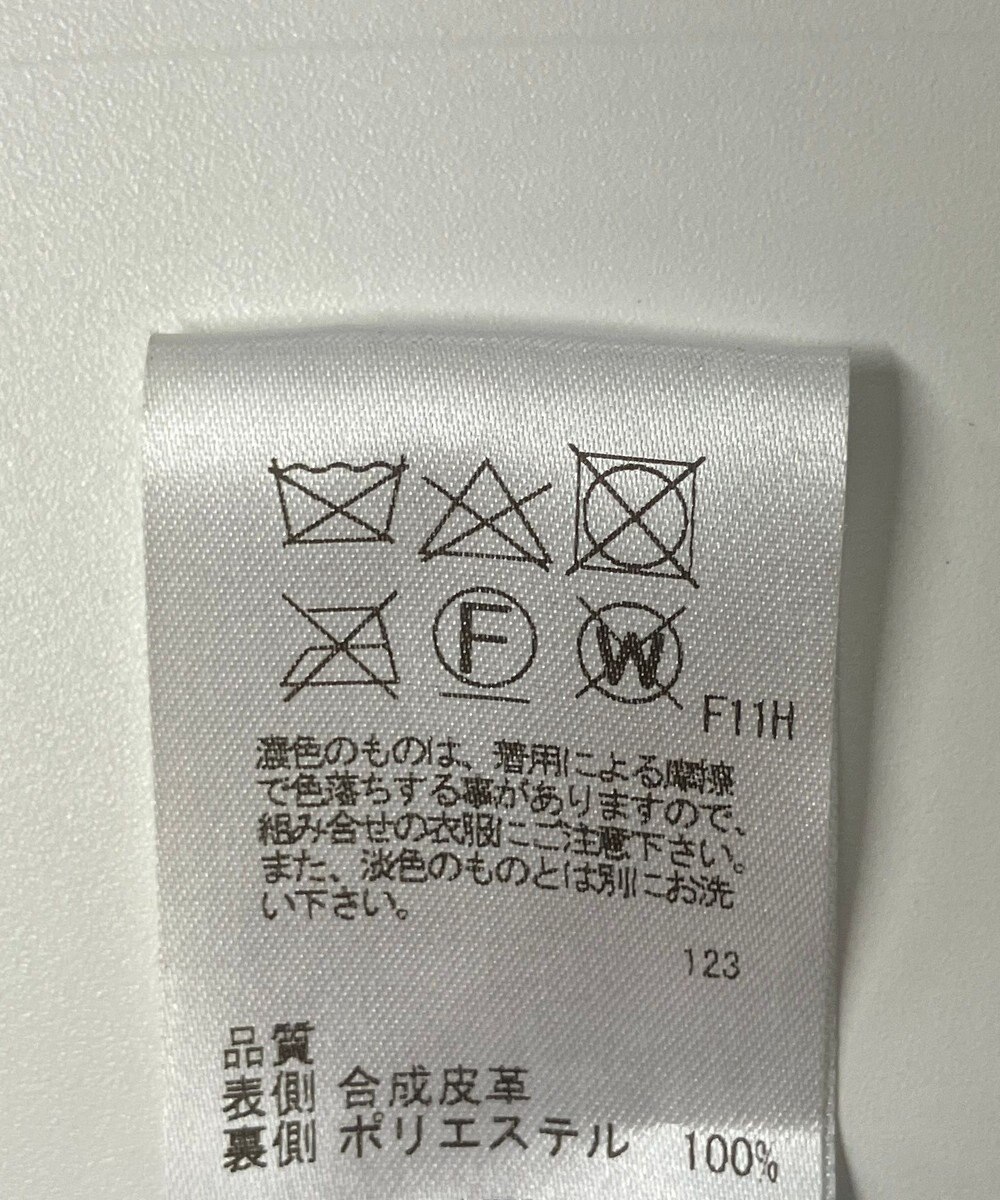 F
W
F11H
濃色のものは、着用による摩擦
で色落ちする事がありますので、
組み合せの衣服にご注意下さい。
また、淡色のものとは別にお洗
い下さい。
123
品質
表側 合成皮革
裏側 ポリエステル 100%